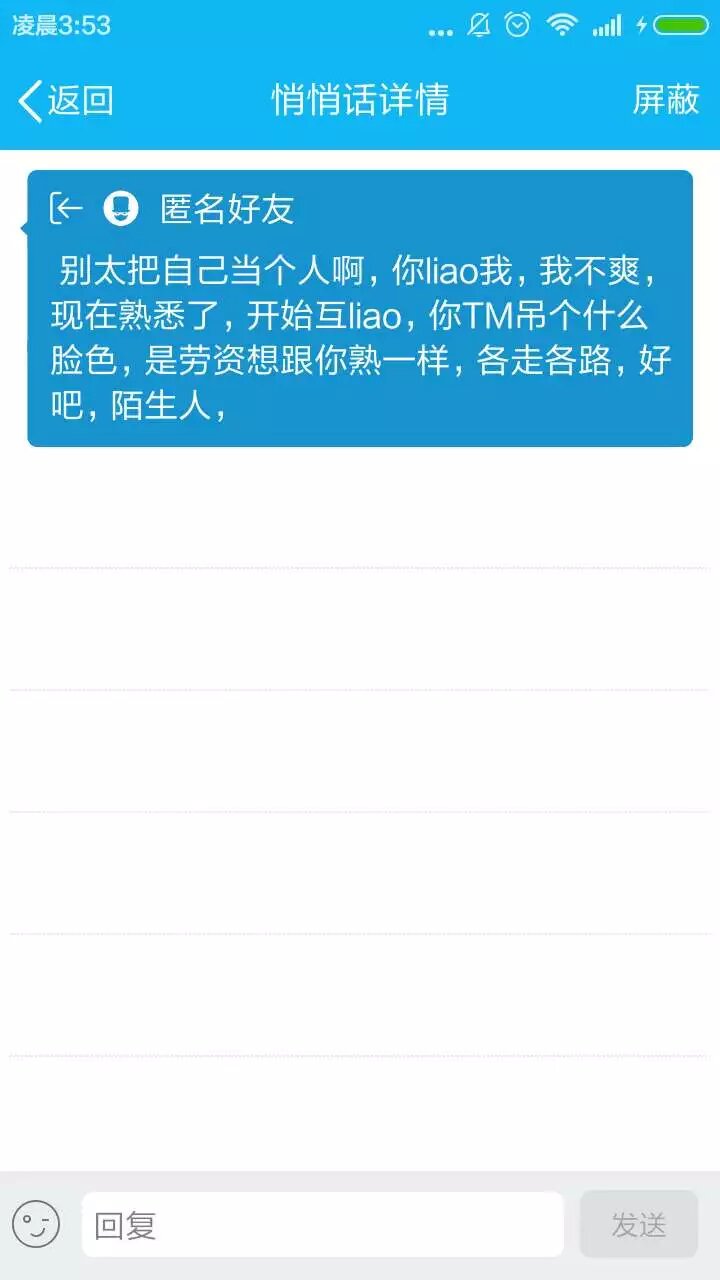 凌晨3:53
返回 悄悄话详情 屏蔽
匿名好友
别太把自己当个人啊,你liao我,我不爽,
现在熟悉了,开始互liao,你TM吊个什么
脸色,是劳资想跟你熟一样,各走各路,好
吧,陌生人,
回复 发送